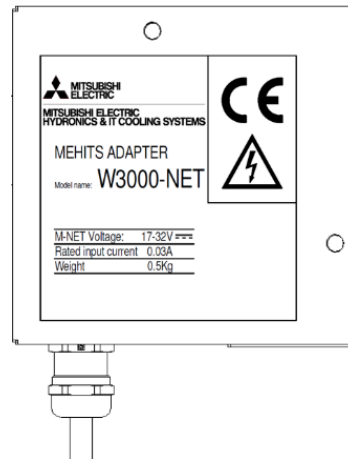 MITSUBISHI
ELECTRIC
MITSUBISHI ELECTRIC
HYDRONICS & IT COOLING SYSTEMS
CE
MEHITS ADAPTER
Model name: W3000-NET
M-NET Voltage: 17-32V ⎓
Rated input current 0.03A
Weight 0.5Kg